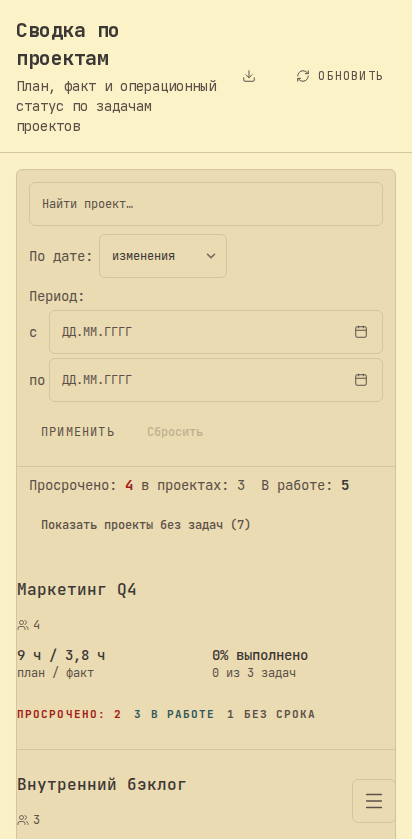 Сводка по
проектам
План, факт и операционный
статус по задачам
проектов
ОБНОВИТЬ
Найти проект…
По дате: изменения
Период:
с ДД.ММ.ГГГГ
по ДД.ММ.ГГГГ
ПРИМЕНИТЬ Сбросить
Просрочено: 4 в проектах: 3 В работе: 5
Показать проекты без задач (7)
Маркетинг Q4
4
9 ч / 3,8 ч 0% выполнено
план / факт 0 из 3 задач
ПРОСРОЧЕНО: 2 3 В РАБОТЕ 1 БЕЗ СРОКА
Внутренний бэклог
3